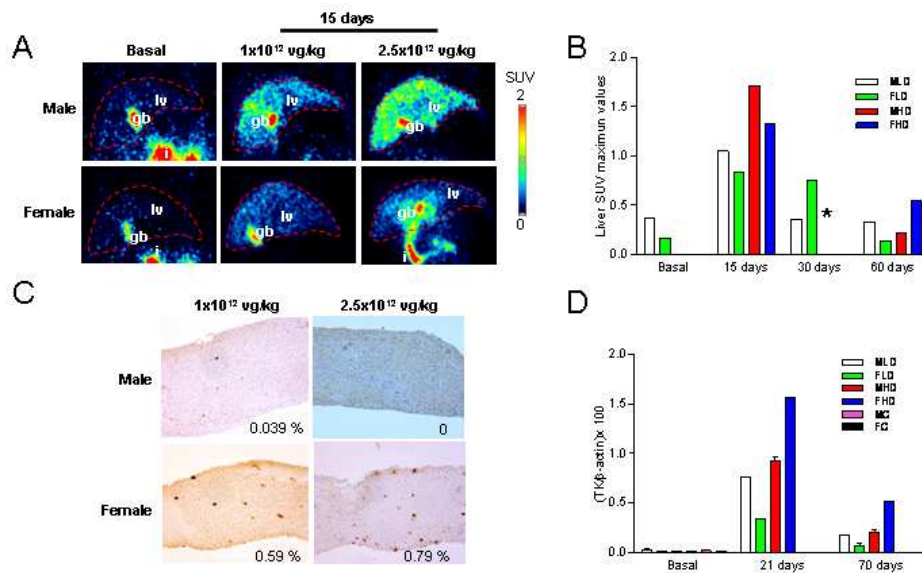 A
15 days
Basal
1x10¹² vg/kg
2.5x10¹² vg/kg
SUV
2
0
Male
lv
gb
i
lv
gb
lv
gb
Female
lv
gb
i
lv
gb
lv
gb
i
B
Liver SUV maximun values
2.0
1.5
1.0
0.5
0.0
MLD
FLD
MHD
FHD
*
Basal
15 days
30 days
60 days
C
1x10¹² vg/kg
2.5x10¹² vg/kg
Male
0.039 %
0
Female
0.59 %
0.79 %
D
(TK/β-actin)x 100
2.0
1.5
1.0
0.5
0.0
MLD
FLD
MHD
FHD
MC
FC
Basal
21 days
70 days